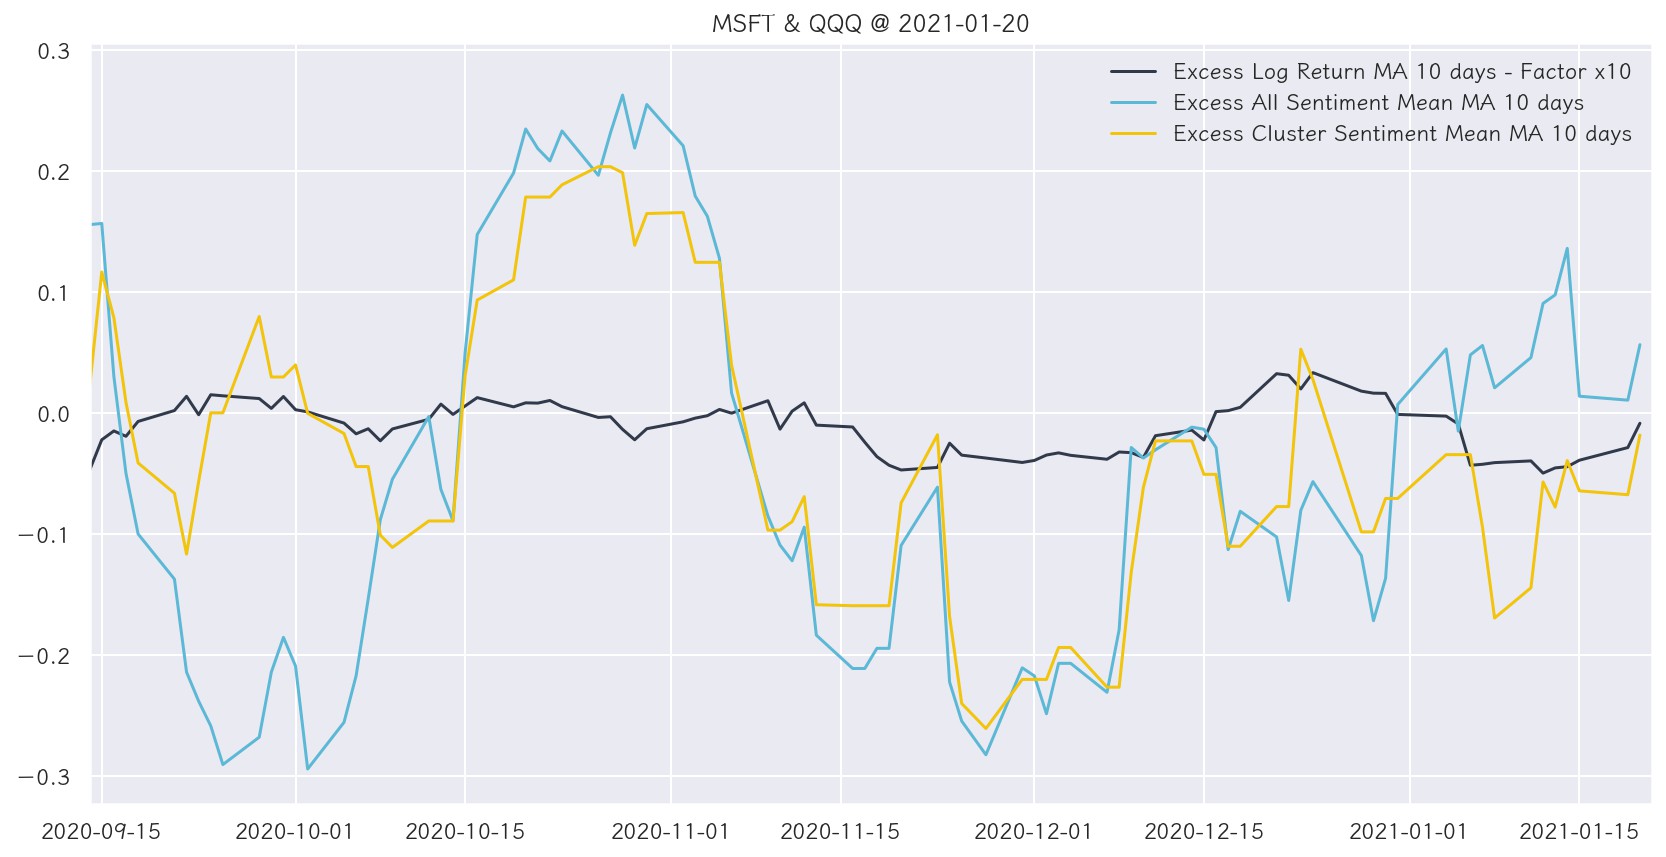 MSFT & QQQ @ 2021-01-20
Excess Log Return MA 10 days - Factor x10
Excess All Sentiment Mean MA 10 days
Excess Cluster Sentiment Mean MA 10 days
0.3
0.2
0.1
0.0
−0.1
−0.2
−0.3
2020-09-15 2020-10-01 2020-10-15 2020-11-01 2020-11-15 2020-12-01 2020-12-15 2021-01-01 2021-01-15